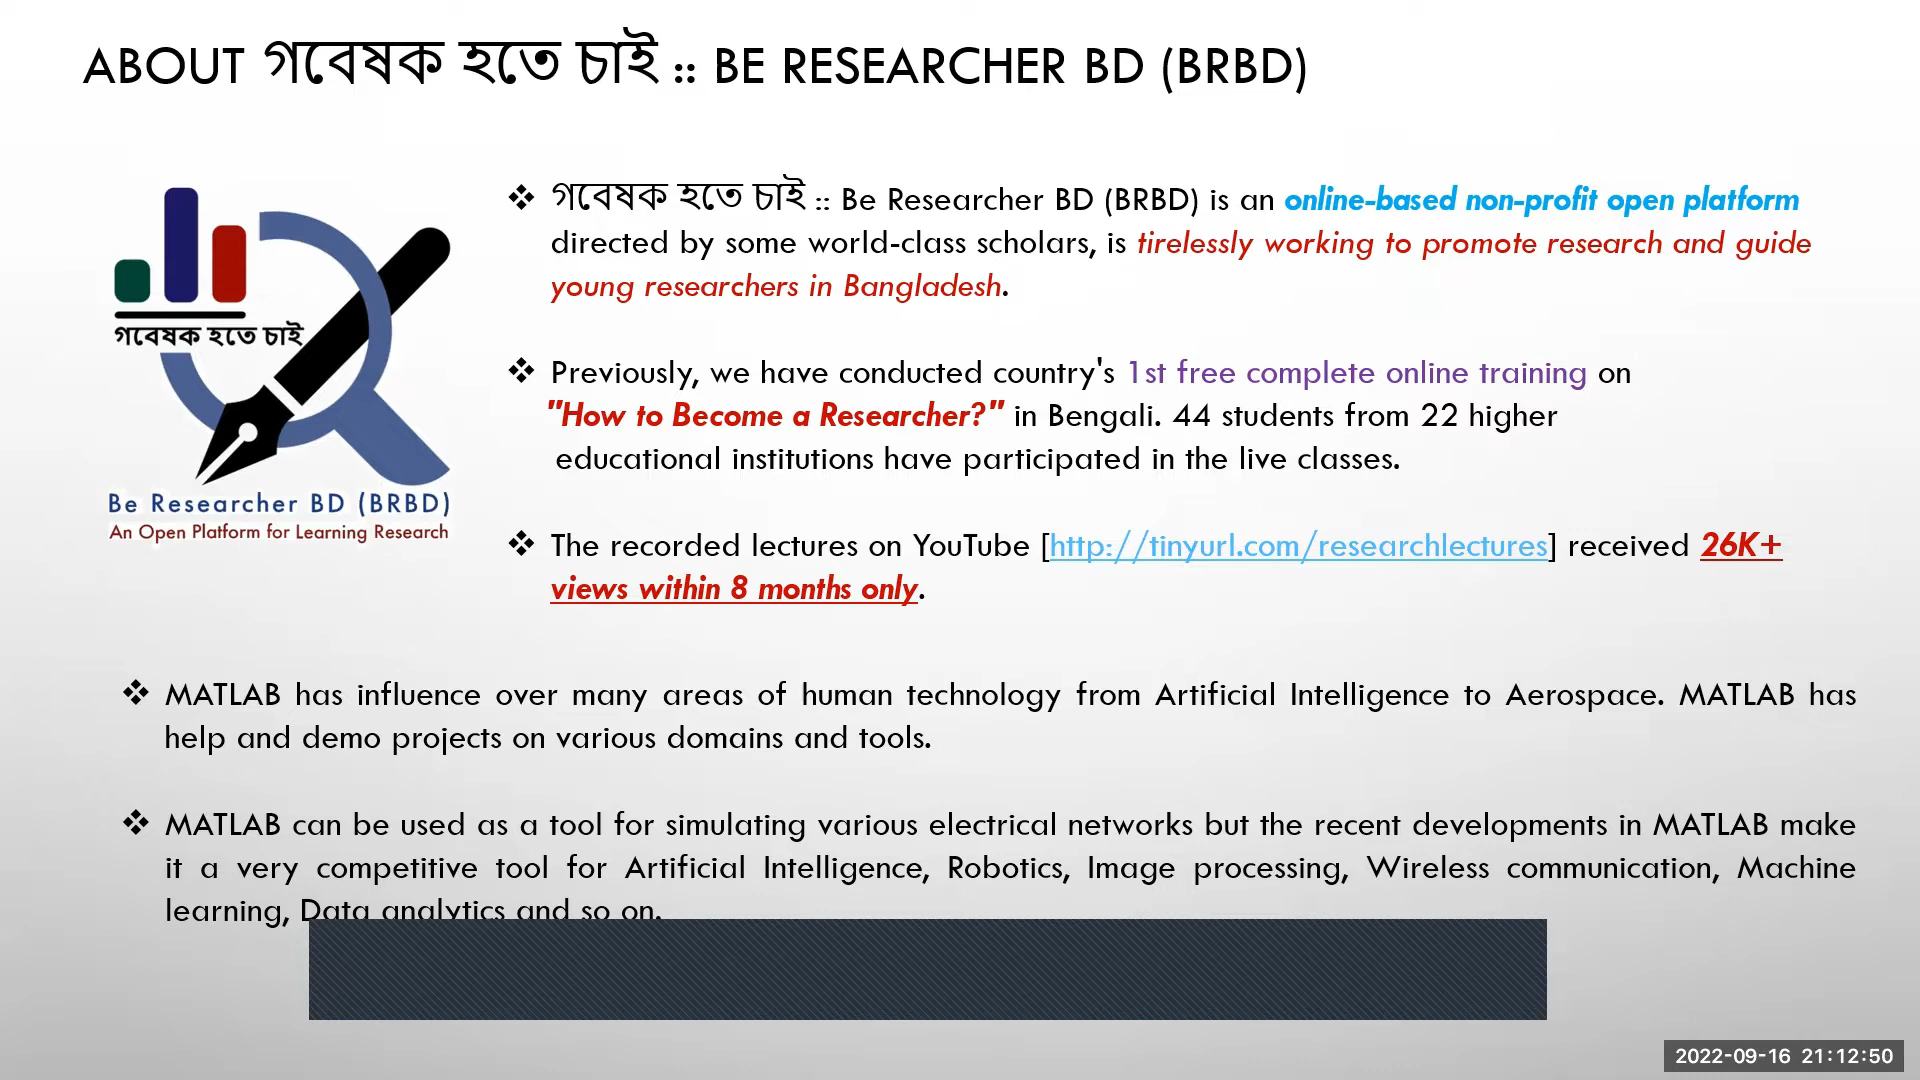 ABOUT গবেষক হতে চাই :: BE RESEARCHER BD (BRBD)
গবেষক হতে চাই
Be Researcher BD (BRBD)
An Open Platform for Learning Research
❖ গবেষক হতে চাই :: Be Researcher BD (BRBD) is an online-based non-profit open platform
directed by some world-class scholars, is tirelessly working to promote research and guide
young researchers in Bangladesh.
❖ Previously, we have conducted country's 1st free complete online training on
"How to Become a Researcher?" in Bengali. 44 students from 22 higher
educational institutions have participated in the live classes.
❖ The recorded lectures on YouTube [http://tinyurl.com/researchlectures] received 26K+
views within 8 months only.
❖ MATLAB has influence over many areas of human technology from Artificial Intelligence to Aerospace. MATLAB has
help and demo projects on various domains and tools.
❖ MATLAB can be used as a tool for simulating various electrical networks but the recent developments in MATLAB make
it a very competitive tool for Artificial Intelligence, Robotics, Image processing, Wireless communication, Machine
learning, Data analytics and so on.
2022-09-16 21:12:50